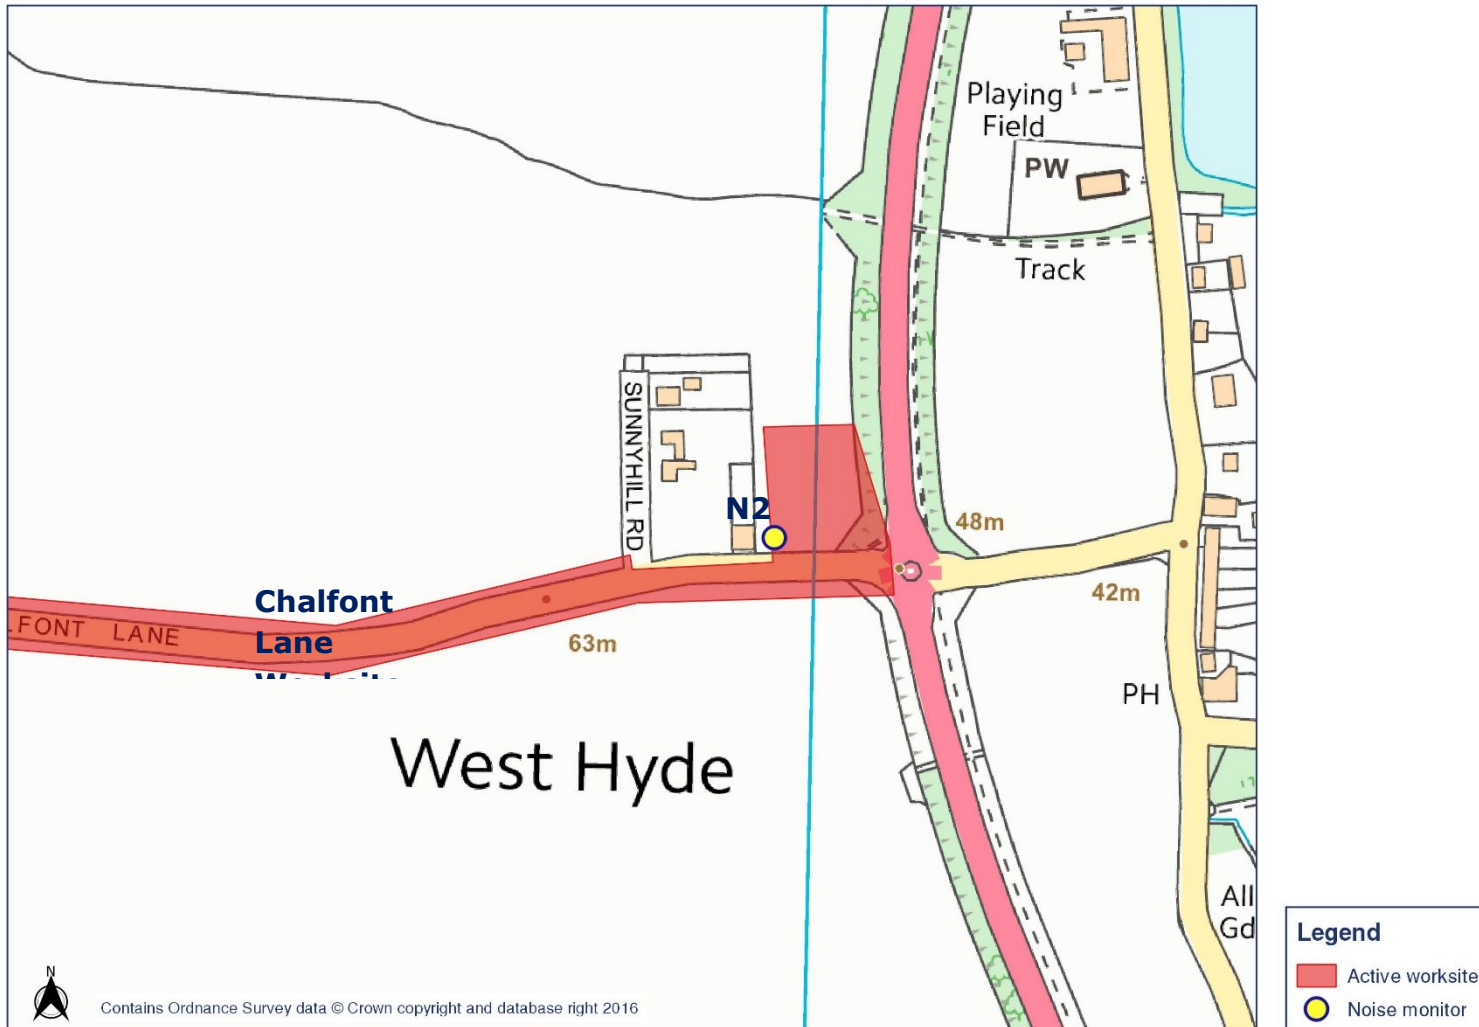 Playing
Field
PW
Track
SUNNYHILL RD
N2
48m
42m
Chalfont
Lane
LFONT LANE
63m
PH
West Hyde
All
Gd
N
Contains Ordnance Survey data © Crown copyright and database right 2016
Legend
Active worksite
Noise monitor